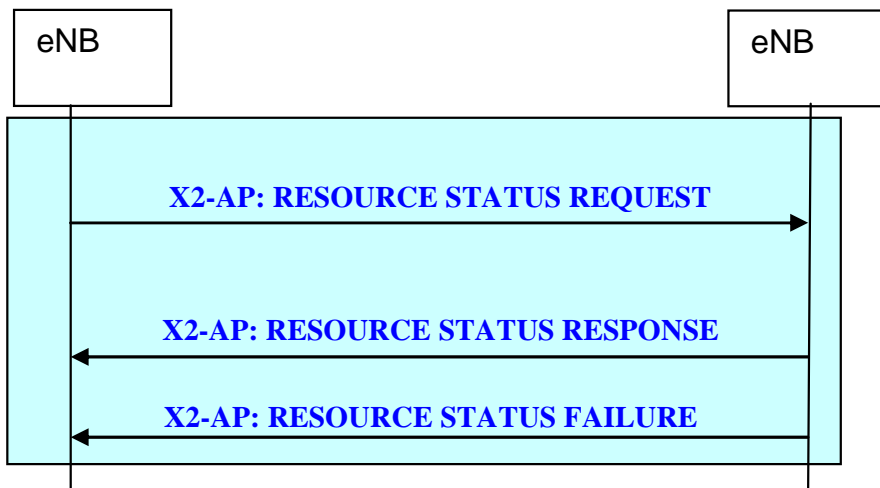 eNB
eNB
X2-AP: RESOURCE STATUS REQUEST
X2-AP: RESOURCE STATUS RESPONSE
X2-AP: RESOURCE STATUS FAILURE